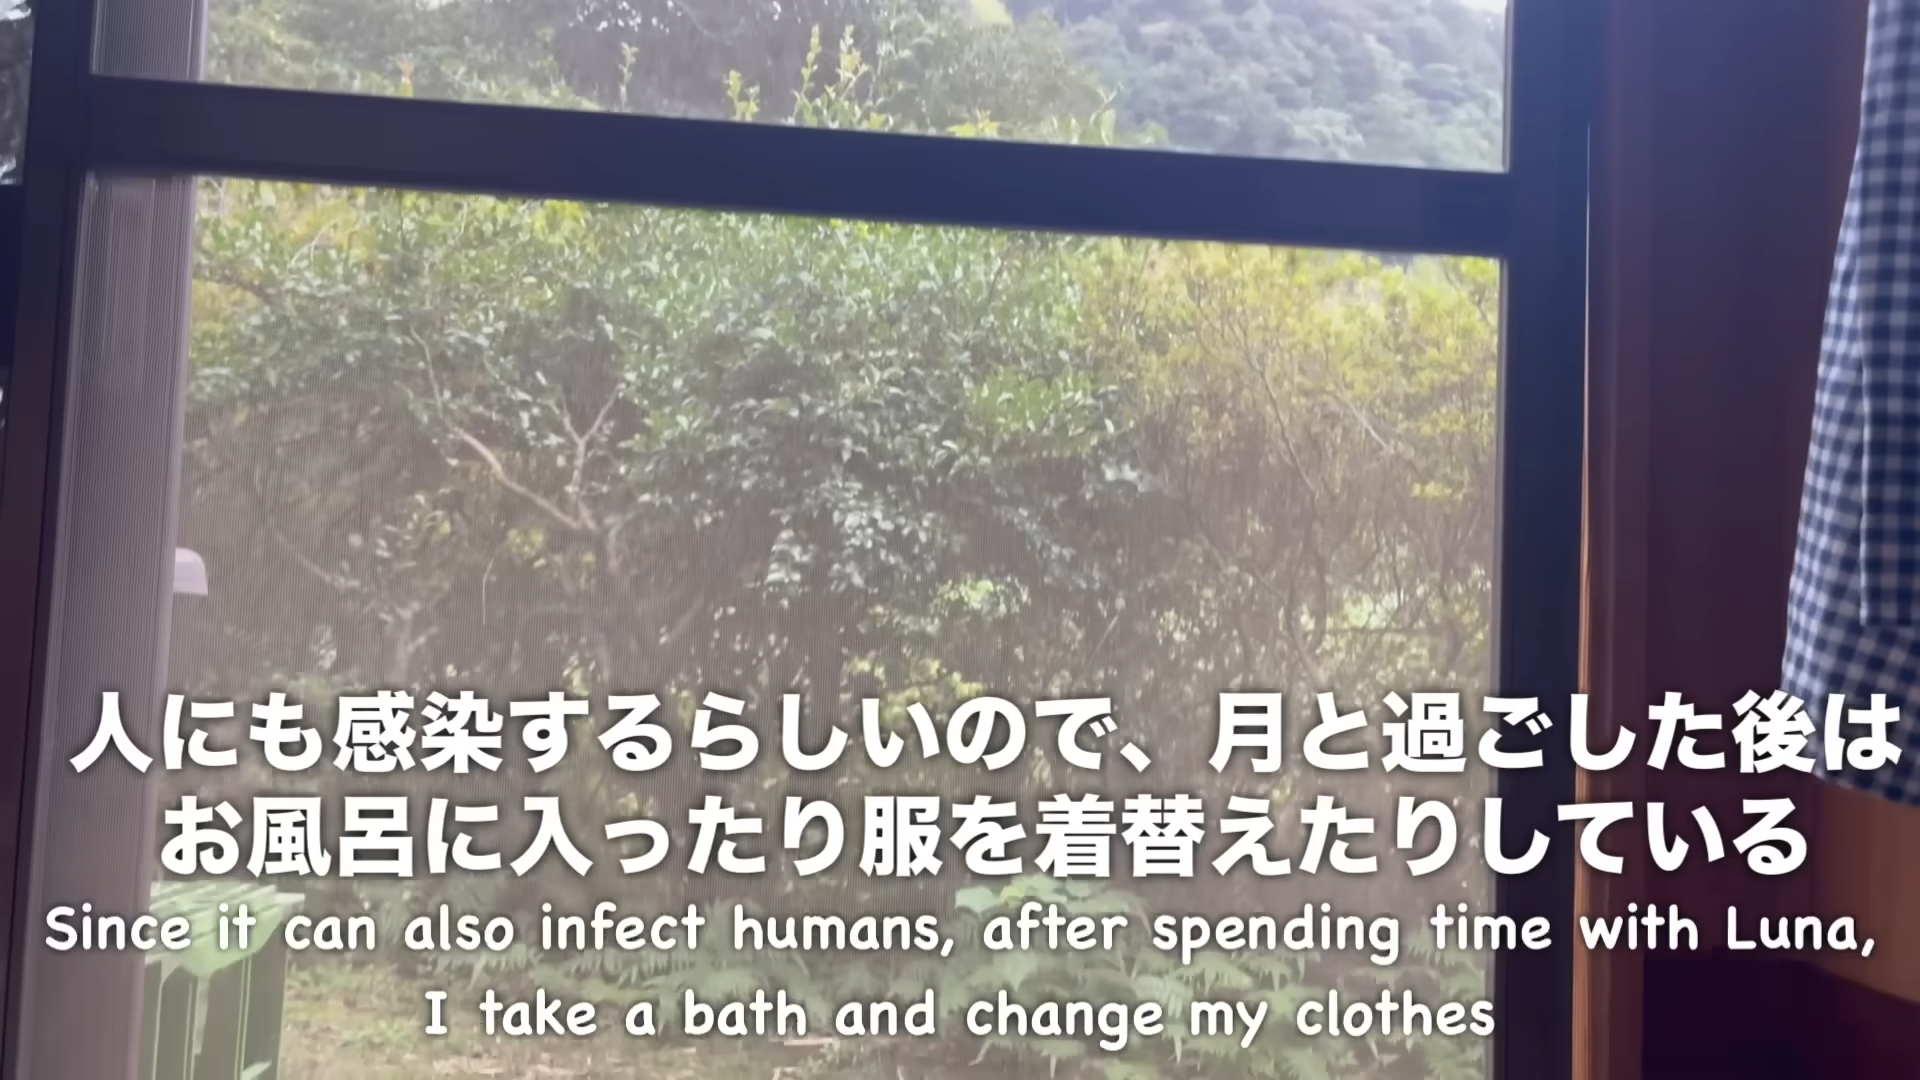 人にも感染するらしいので、月と過ごした後は
お風呂に入ったり服を着替えたりしている
Since it can also infect humans, after spending time with Luna,
I take a bath and change my clothes